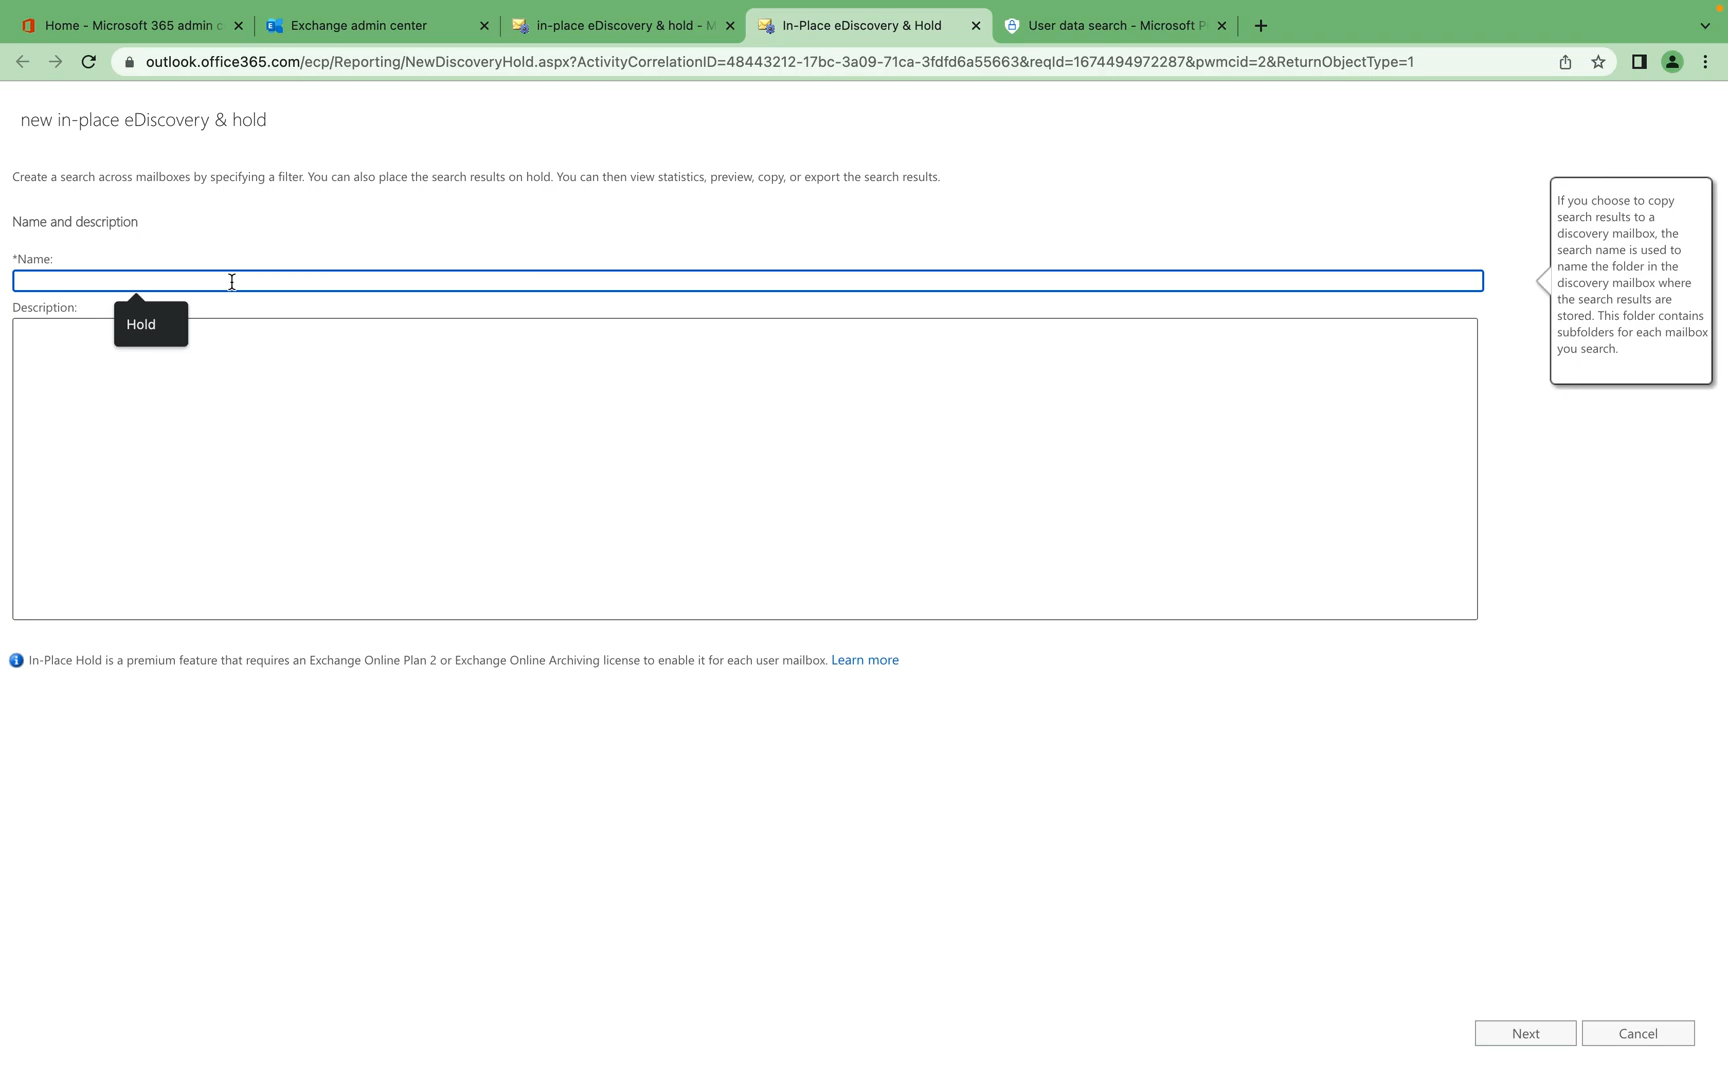 Home - Microsoft 365 admin c
Exchange admin center
in-place eDiscovery & hold - M
In-Place eDiscovery & Hold
User data search - Microsoft P
outlook.office365.com/ecp/Reporting/NewDiscoveryHold.aspx?ActivityCorrelationID=48443212-17bc-3a09-71ca-3fdfd6a55663&reqId=1674494972287&pwmcid=2&ReturnObjectType=1
new in-place eDiscovery & hold
Create a search across mailboxes by specifying a filter. You can also place the search results on hold. You can then view statistics, preview, copy, or export the search results.
Name and description
*Name:
Description:
Hold
If you choose to copy
search results to a
discovery mailbox, the
search name is used to
name the folder in the
discovery mailbox where
the search results are
stored. This folder contains
subfolders for each mailbox
you search.
In-Place Hold is a premium feature that requires an Exchange Online Plan 2 or Exchange Online Archiving license to enable it for each user mailbox. Learn more
Next
Cancel